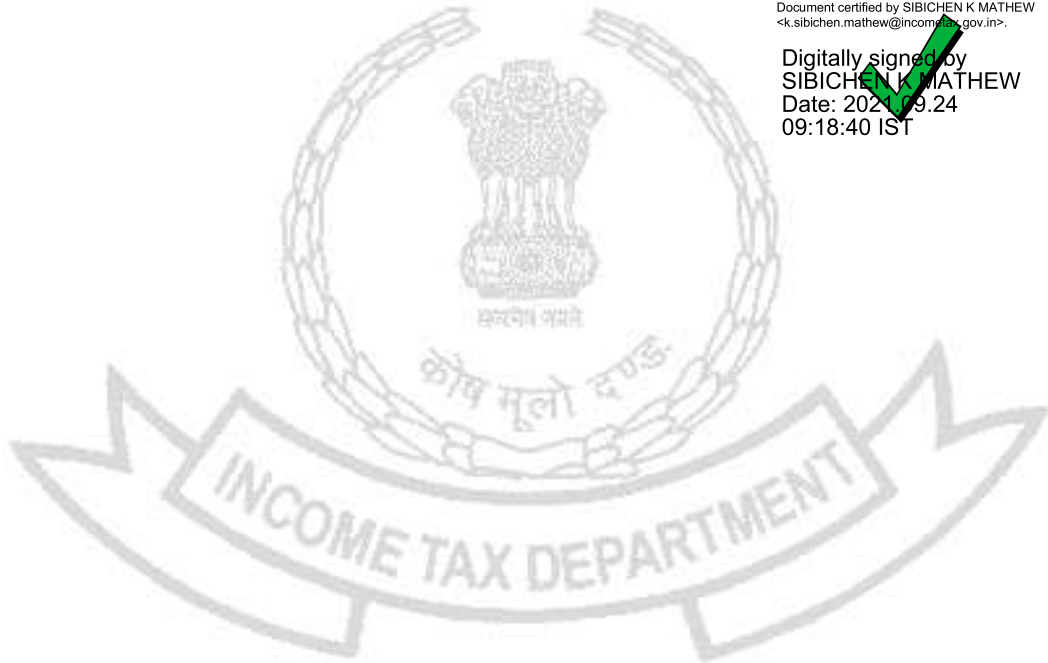 Document certified by SIBICHEN K MATHEW
<k.sibichen.mathew@incometax.gov.in>.
Digitally signed by
SIBICHEN K MATHEW
Date: 2021.09.24
09:18:40 IST
सत्यमेव जयते
कोष मूलो दण्ड:
INCOME TAX DEPARTMENT